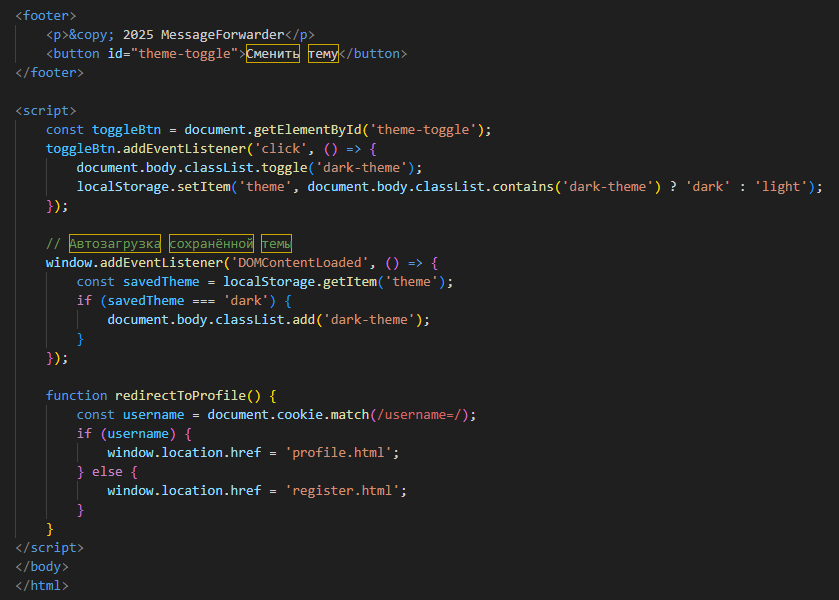 <footer>
<p>&copy; 2025 MessageForwarder</p>
<button id="theme-toggle">Сменить тему</button>
</footer>
<script>
const toggleBtn = document.getElementById('theme-toggle');
toggleBtn.addEventListener('click', () => {
document.body.classList.toggle('dark-theme');
localStorage.setItem('theme', document.body.classList.contains('dark-theme') ? 'dark' : 'light');
});
// Автозагрузка сохранённой темы
window.addEventListener('DOMContentLoaded', () => {
const savedTheme = localStorage.getItem('theme');
if (savedTheme === 'dark') {
document.body.classList.add('dark-theme');
}
});
function redirectToProfile() {
const username = document.cookie.match(/username=/);
if (username) {
window.location.href = 'profile.html';
} else {
window.location.href = 'register.html';
}
}
</script>
</body>
</html>